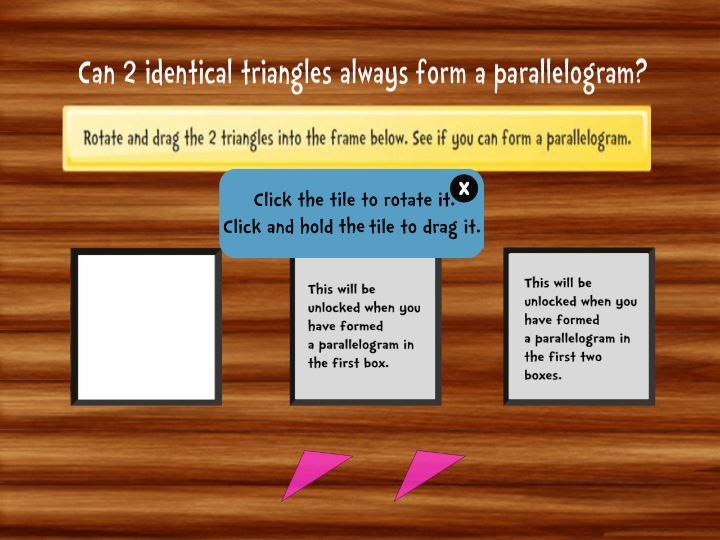 Can 2 identical triangles always form a parallelogram?
Rotate and drag the 2 triangles into the frame below. See if you can form a parallelogram.
X
Click the tile to rotate it.
Click and hold the tile to drag it.
This will be
unlocked when you
have formed
a parallelogram in
the first box.
This will be
unlocked when you
have formed
a parallelogram in
the first two
boxes.